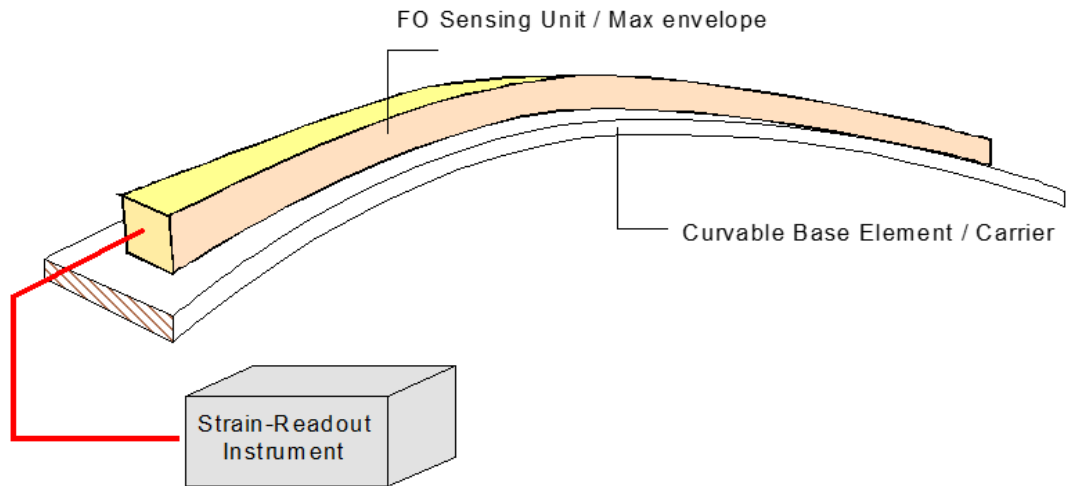 FO Sensing Unit / Max envelope
Curvable Base Element / Carrier
Strain-Readout
Instrument